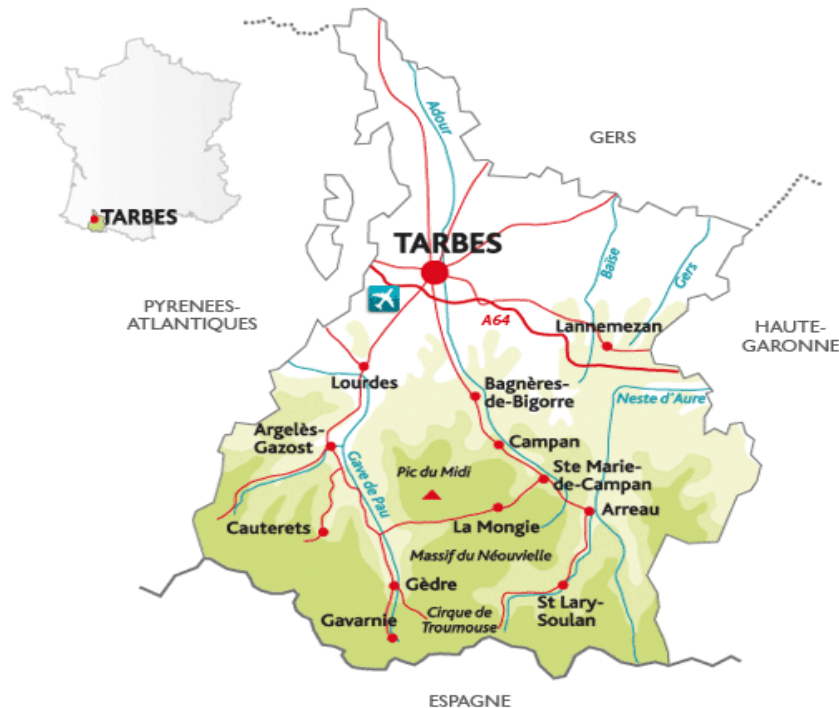 Adour
GERS
TARBES
TARBES
Baïse
Gers
PYRENEES-
ATLANTIQUES
A64
Lannemezan
HAUTE-
GARONNE
Lourdes
Bagnères-
de-Bigorre
Neste d'Aure
Argelès-
Gazost
Campan
Gave de Pau
Pic du Midi
Ste Marie-
de-Campan
Cauterets
La Mongie
Arreau
Massif du Néouvielle
Gèdre
Gavarnie
Cirque de
Troumouse
St Lary-
Soulan
ESPAGNE